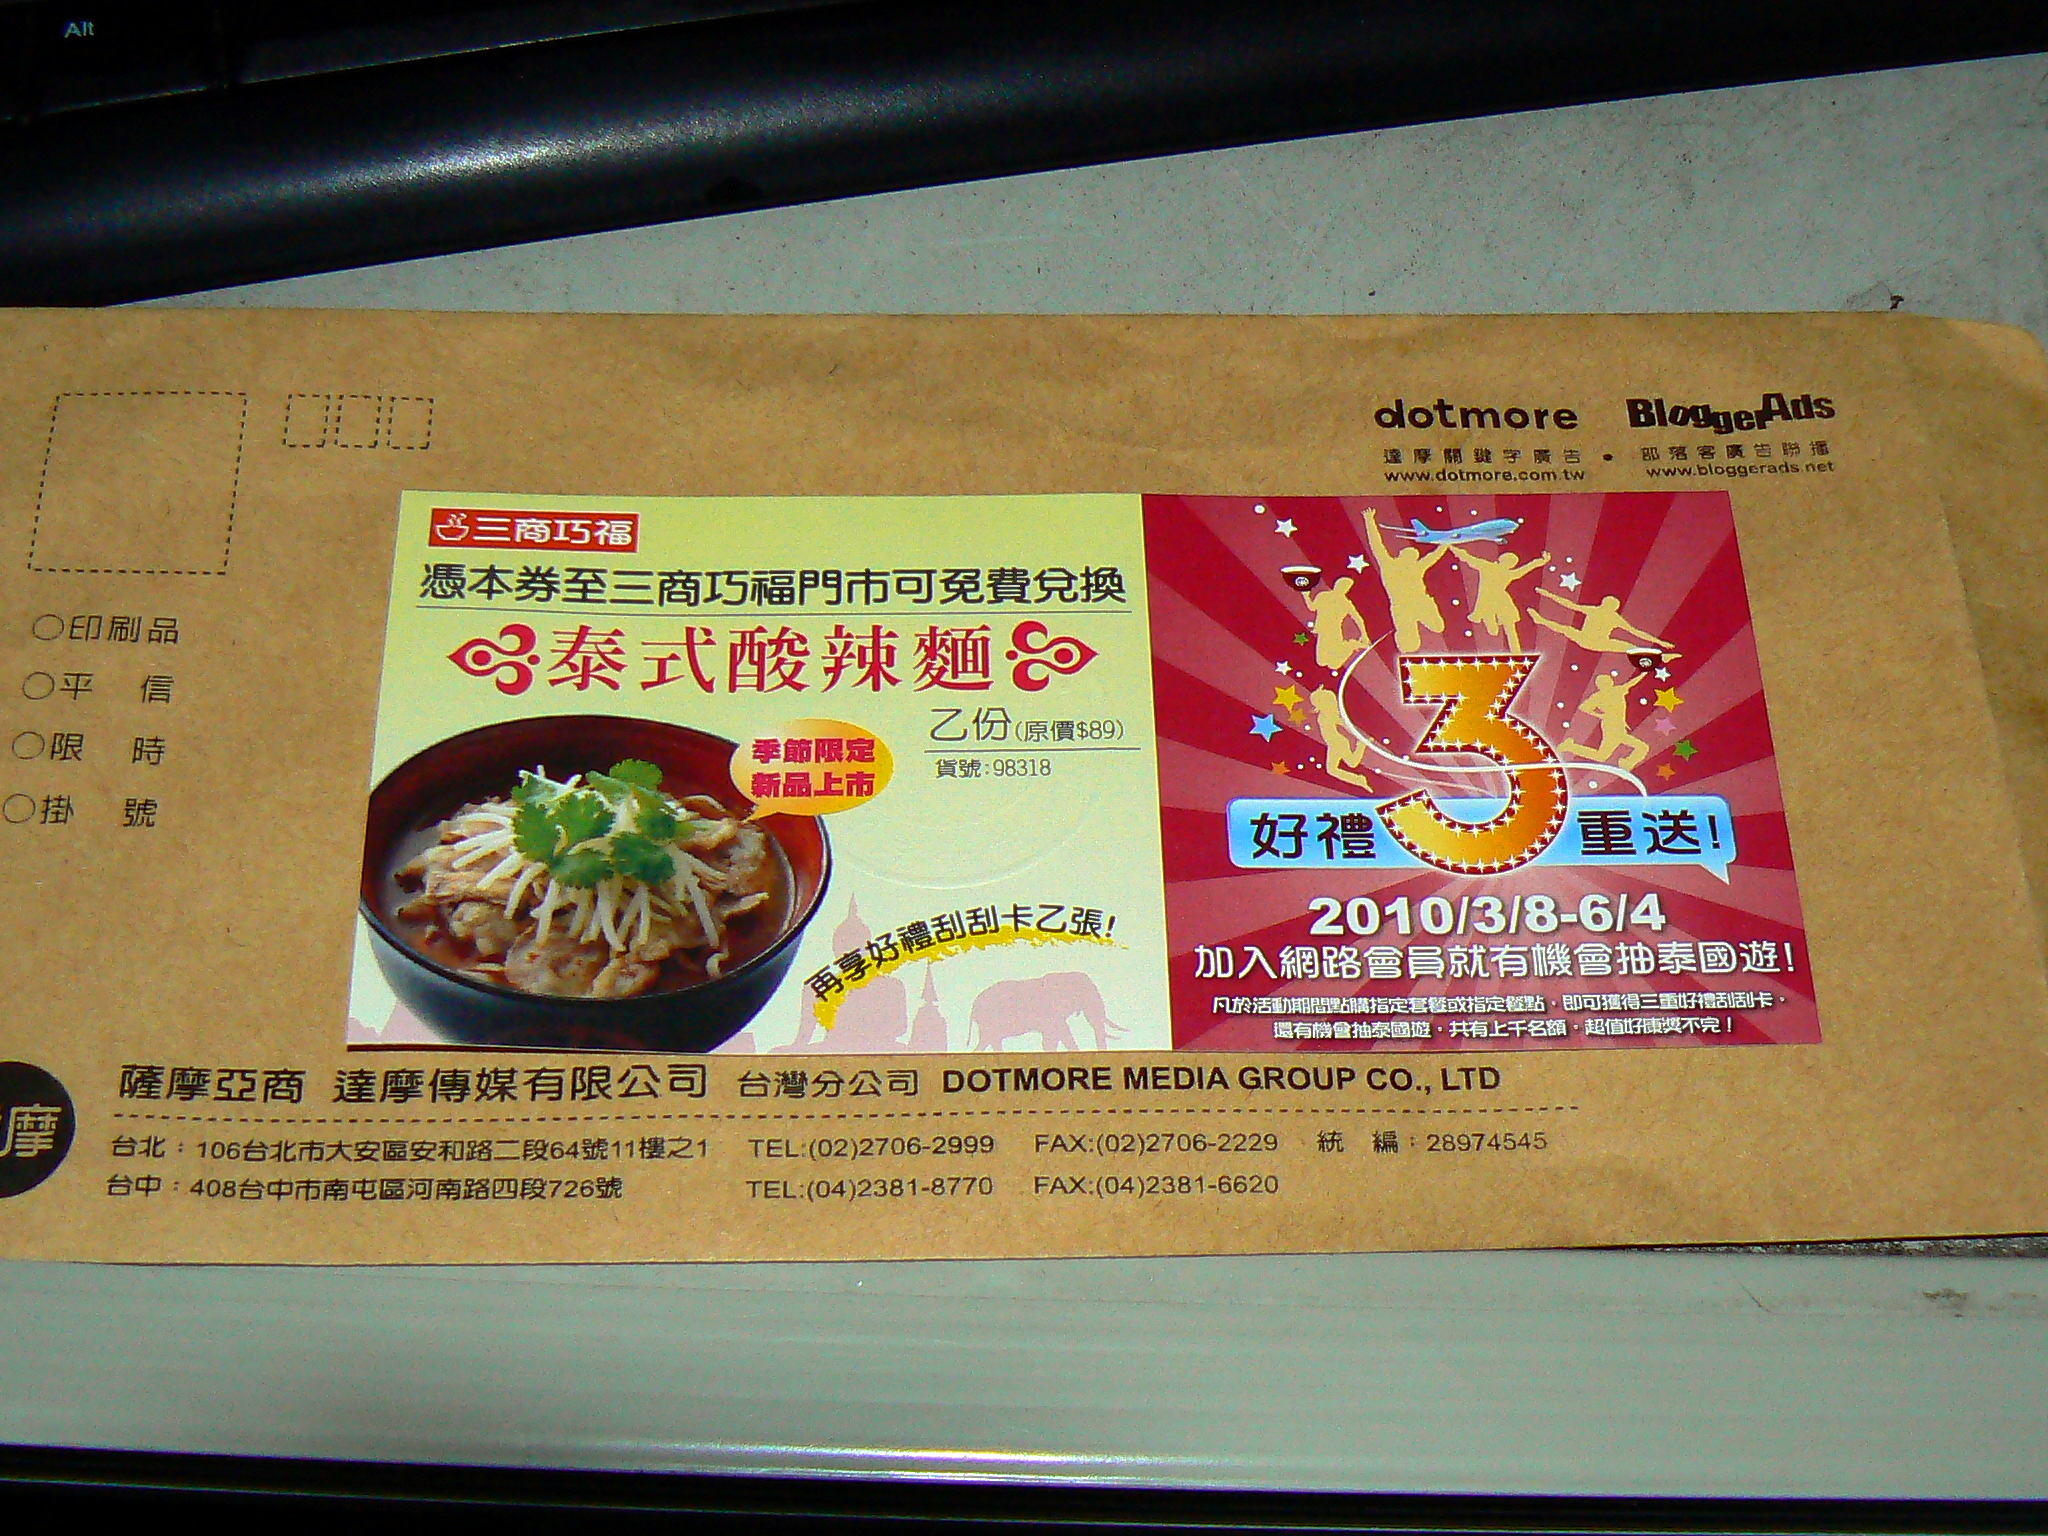 Alt
dotmore BloggerAds
達摩關鍵字廣告 • 部落客廣告聯播
www.dotmore.com.tw www.bloggerads.net
○印刷品
○平 信
○限 時
○掛 號
三商巧福
憑本券至三商巧福門市可免費兌換
泰式酸辣麵
乙份(原價$89)
貨號:98318
季節限定
新品上市
再享好禮刮刮卡乙張!
好禮3重送!
2010/3/8-6/4
加入網路會員就有機會抽泰國遊!
凡於活動期間點購指定套餐或指定餐點,即可獲得三重好禮刮刮卡,
還有機會抽泰國遊,共有上千名額,超值好康獎不完!
摩
薩摩亞商 達摩傳媒有限公司 台灣分公司 DOTMORE MEDIA GROUP CO., LTD
台北:106台北市大安區安和路二段64號11樓之1 TEL:(02)2706-2999 FAX:(02)2706-2229 統 編:28974545
台中:408台中市南屯區河南路四段726號 TEL:(04)2381-8770 FAX:(04)2381-6620